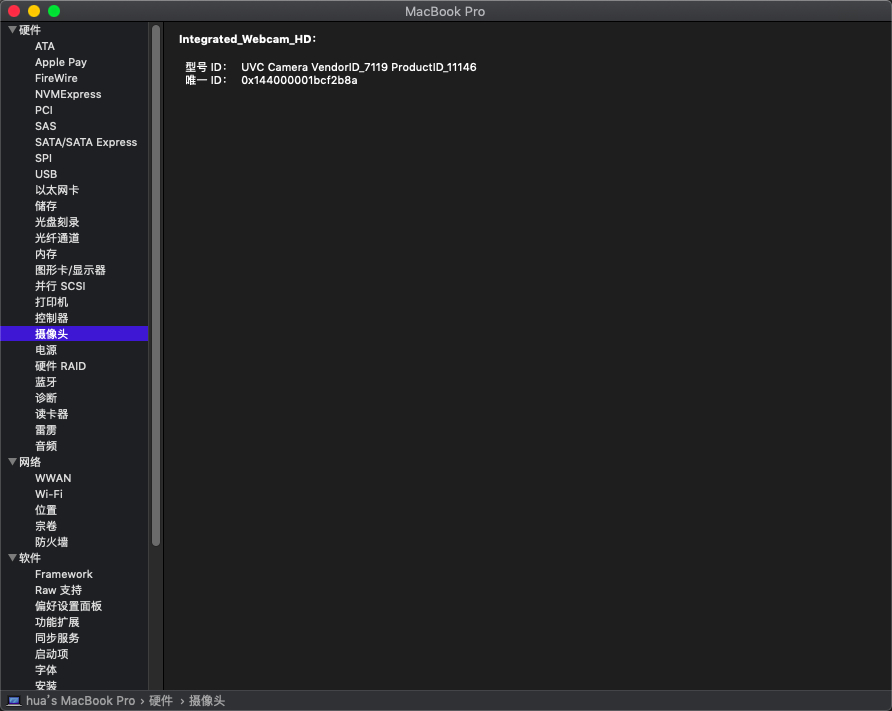 MacBook Pro
硬件
ATA
Apple Pay
FireWire
NVMExpress
PCI
SAS
SATA/SATA Express
SPI
USB
以太网卡
储存
光盘刻录
光纤通道
内存
图形卡/显示器
并行 SCSI
打印机
控制器
摄像头
电源
硬件 RAID
蓝牙
诊断
读卡器
雷雳
音频
网络
WWAN
Wi-Fi
位置
宗卷
防火墙
软件
Framework
Raw 支持
偏好设置面板
功能扩展
同步服务
启动项
字体
安装
Integrated_Webcam_HD：
型号 ID： UVC Camera VendorID_7119 ProductID_11146
唯一 ID： 0x144000001bcf2b8a
hua's MacBook Pro › 硬件 › 摄像头